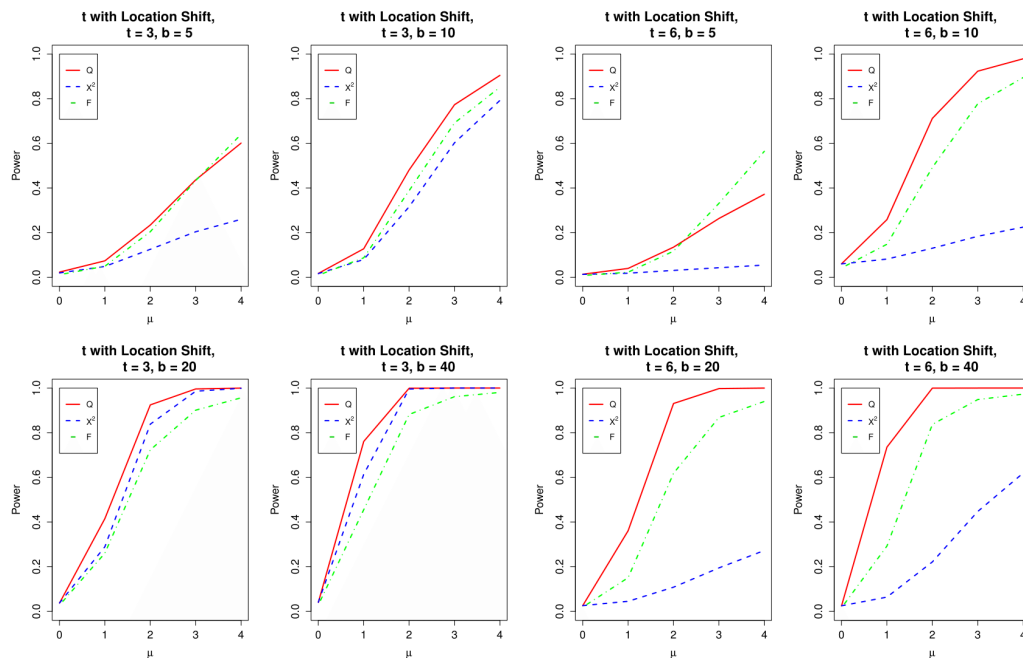 t with Location Shift,
t = 3, b = 5
Q
X²
F
Power
0.0 0.2 0.4 0.6 0.8 1.0
0 1 2 3 4
μ
t with Location Shift,
t = 3, b = 10
Q
X²
F
Power
0.0 0.2 0.4 0.6 0.8 1.0
0 1 2 3 4
μ
t with Location Shift,
t = 6, b = 5
Q
X²
F
Power
0.0 0.2 0.4 0.6 0.8 1.0
0 1 2 3 4
μ
t with Location Shift,
t = 6, b = 10
Q
X²
F
Power
0.0 0.2 0.4 0.6 0.8 1.0
0 1 2 3 4
μ
t with Location Shift,
t = 3, b = 20
Q
X²
F
Power
0.0 0.2 0.4 0.6 0.8 1.0
0 1 2 3 4
μ
t with Location Shift,
t = 3, b = 40
Q
X²
F
Power
0.0 0.2 0.4 0.6 0.8 1.0
0 1 2 3 4
μ
t with Location Shift,
t = 6, b = 20
Q
X²
F
Power
0.0 0.2 0.4 0.6 0.8 1.0
0 1 2 3 4
μ
t with Location Shift,
t = 6, b = 40
Q
X²
F
Power
0.0 0.2 0.4 0.6 0.8 1.0
0 1 2 3 4
μ